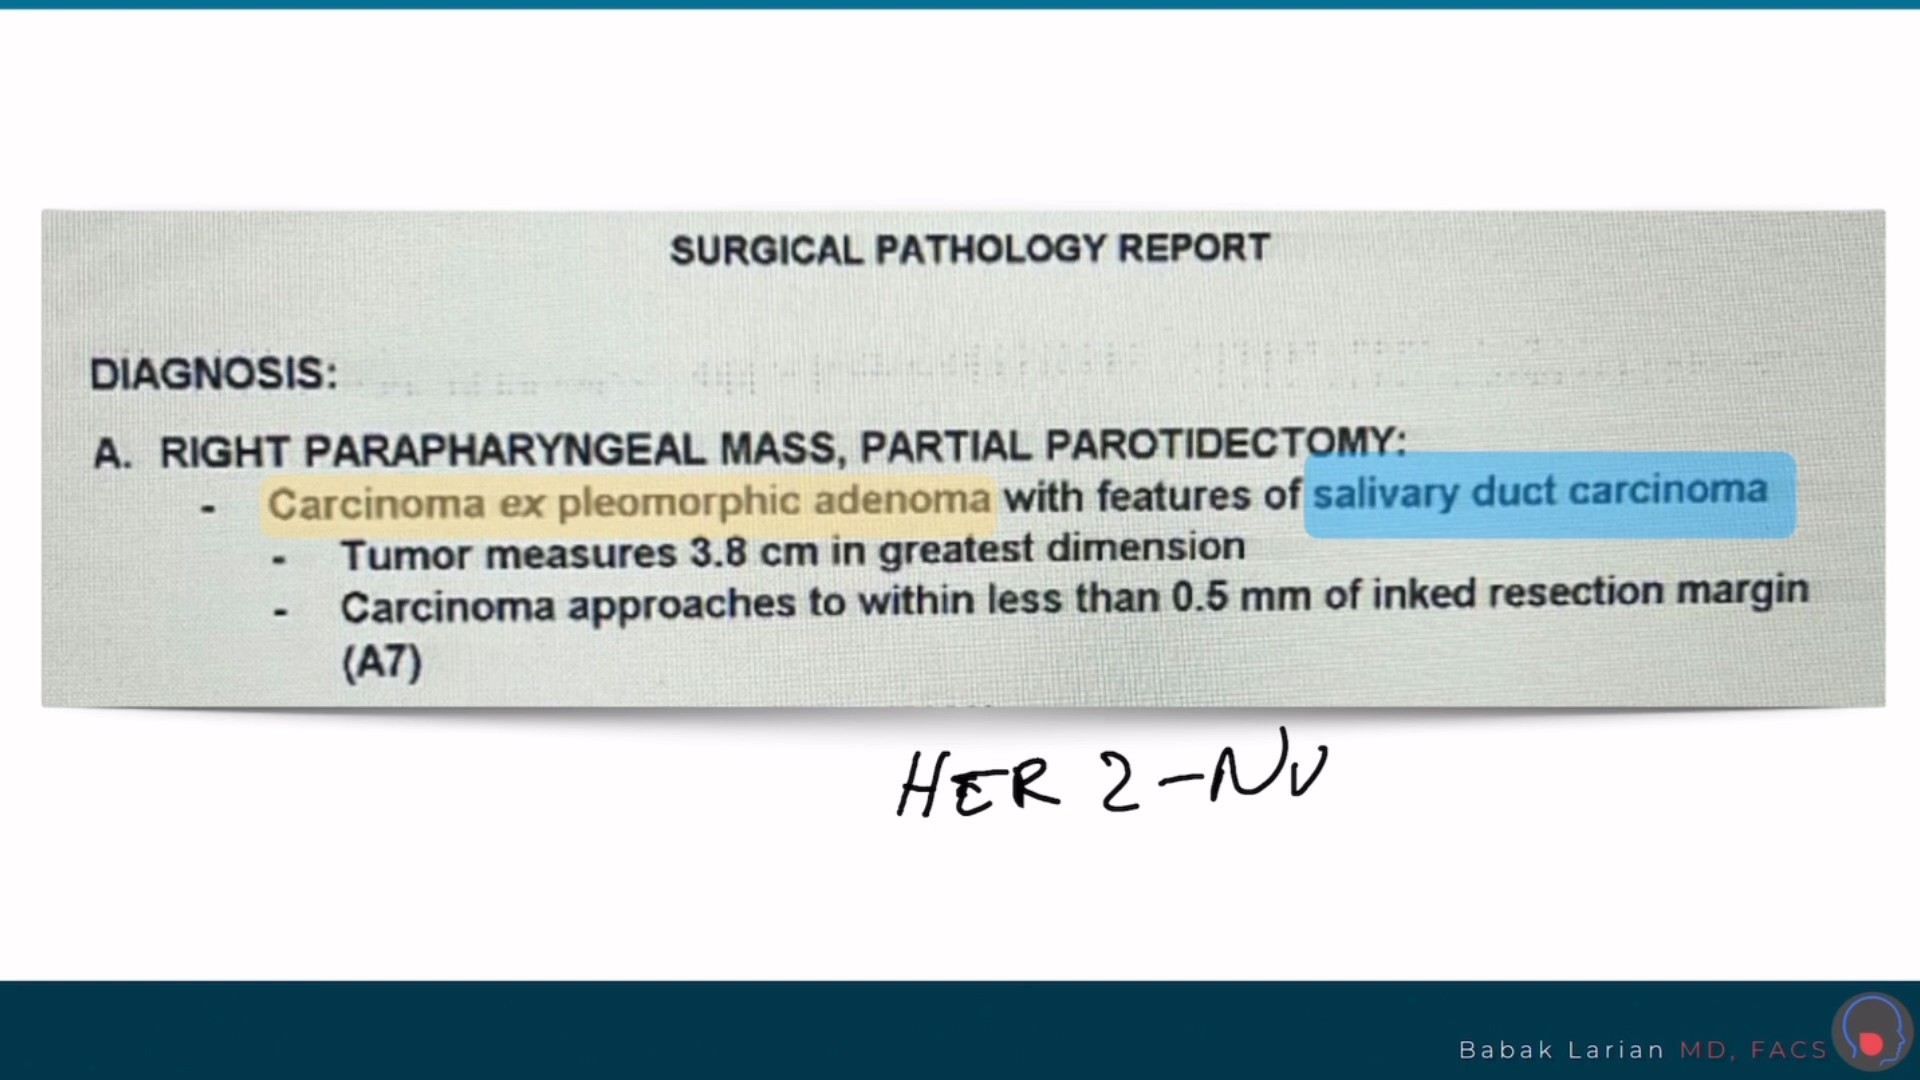 SURGICAL PATHOLOGY REPORT
DIAGNOSIS:
A. RIGHT PARAPHARYNGEAL MASS, PARTIAL PAROTIDECTOMY:
- Carcinoma ex pleomorphic adenoma with features of salivary duct carcinoma
- Tumor measures 3.8 cm in greatest dimension
- Carcinoma approaches to within less than 0.5 mm of inked resection margin
(A7)
HER 2-NU
Babak Larian MD, FACS